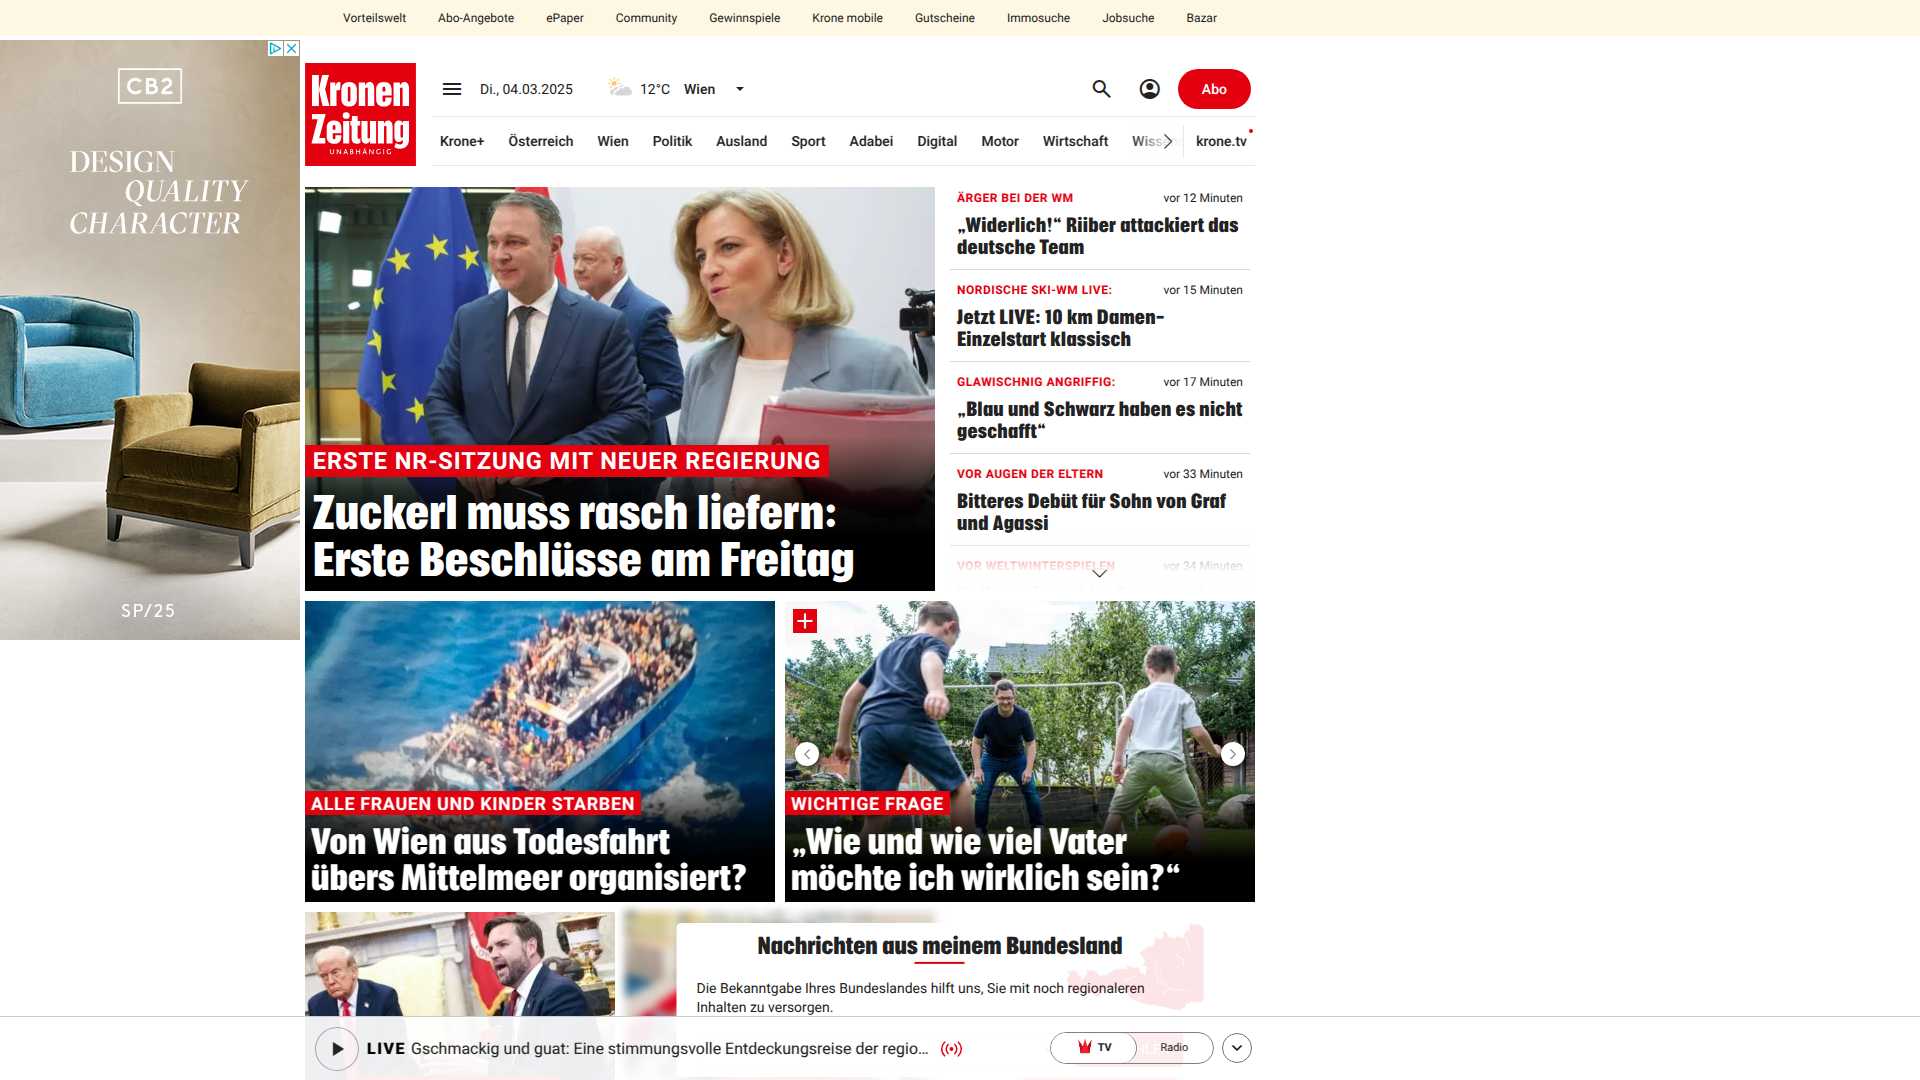 Vorteilswelt Abo-Angebote ePaper Community Gewinnspiele Krone mobile Gutscheine Immosuche Jobsuche Bazar
CB2
DESIGN
QUALITY
CHARACTER
SP/25
Kronen
Zeitung
UNABHÄNGIG
Di., 04.03.2025 12°C Wien
Abo
Krone+ Österreich Wien Politik Ausland Sport Adabei Digital Motor Wirtschaft krone.tv
ERSTE NR-SITZUNG MIT NEUER REGIERUNG
Zuckerl muss rasch liefern:
Erste Beschlüsse am Freitag
ÄRGER BEI DER WM vor 12 Minuten
„Widerlich!“ Riiber attackiert das
deutsche Team
NORDISCHE SKI-WM LIVE: vor 15 Minuten
Jetzt LIVE: 10 km Damen-
Einzelstart klassisch
GLAWISCHNIG ANGRIFFIG: vor 17 Minuten
„Blau und Schwarz haben es nicht
geschafft“
VOR AUGEN DER ELTERN vor 33 Minuten
Bitteres Debüt für Sohn von Graf
und Agassi
VOR WELTWINTERSPIELEN vor 34 Minuten
ALLE FRAUEN UND KINDER STARBEN
Von Wien aus Todesfahrt
übers Mittelmeer organisiert?
WICHTIGE FRAGE
„Wie und wie viel Vater
möchte ich wirklich sein?“
Nachrichten aus meinem Bundesland
Die Bekanntgabe Ihres Bundeslandes hilft uns, Sie mit noch regionaleren
Inhalten zu versorgen.
LIVE Gschmackig und guat: Eine stimmungsvolle Entdeckungsreise der regio...
TV Radio